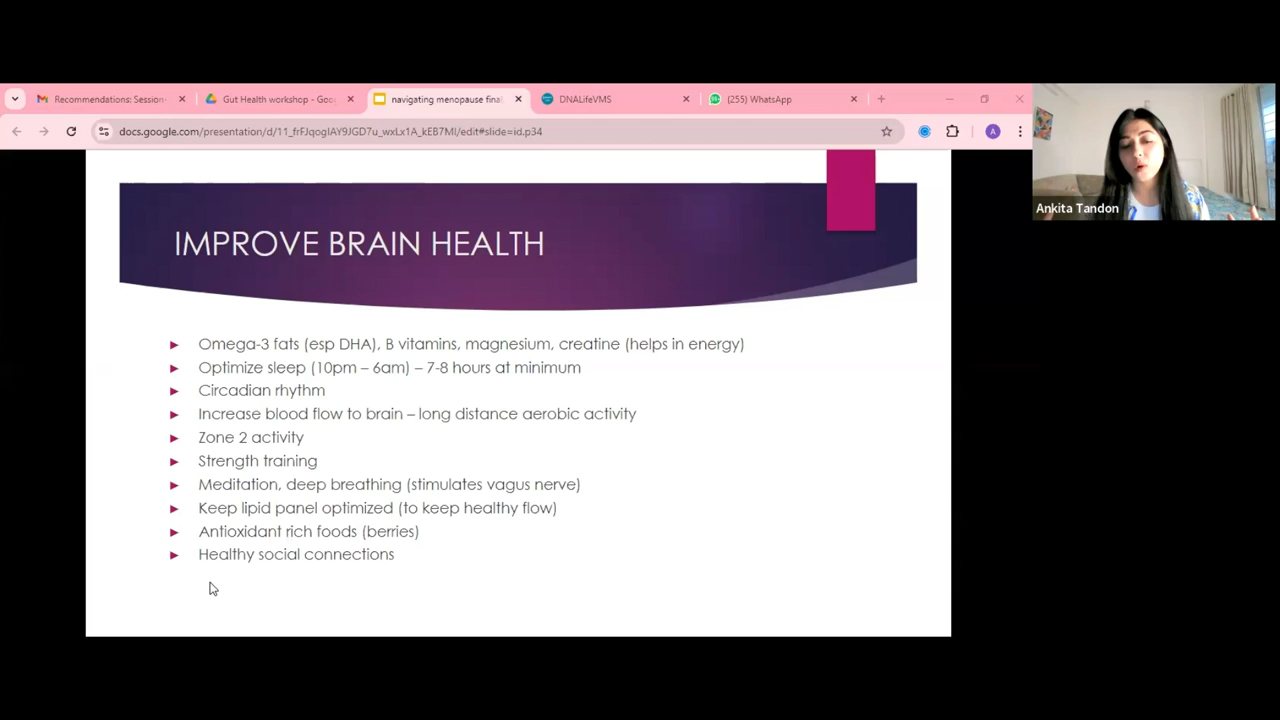 Recommendations: Session
Gut Health workshop - Goo
navigating menopause fina
DNALifeVMS
(255) WhatsApp
docs.google.com/presentation/d/11_frFJqogIAY9JGD7u_wxLx1A_kEB7MI/edit#slide=id.p34
A
Ankita Tandon
IMPROVE BRAIN HEALTH
Omega-3 fats (esp DHA), B vitamins, magnesium, creatine (helps in energy)
Optimize sleep (10pm – 6am) – 7-8 hours at minimum
Circadian rhythm
Increase blood flow to brain – long distance aerobic activity
Zone 2 activity
Strength training
Meditation, deep breathing (stimulates vagus nerve)
Keep lipid panel optimized (to keep healthy flow)
Antioxidant rich foods (berries)
Healthy social connections